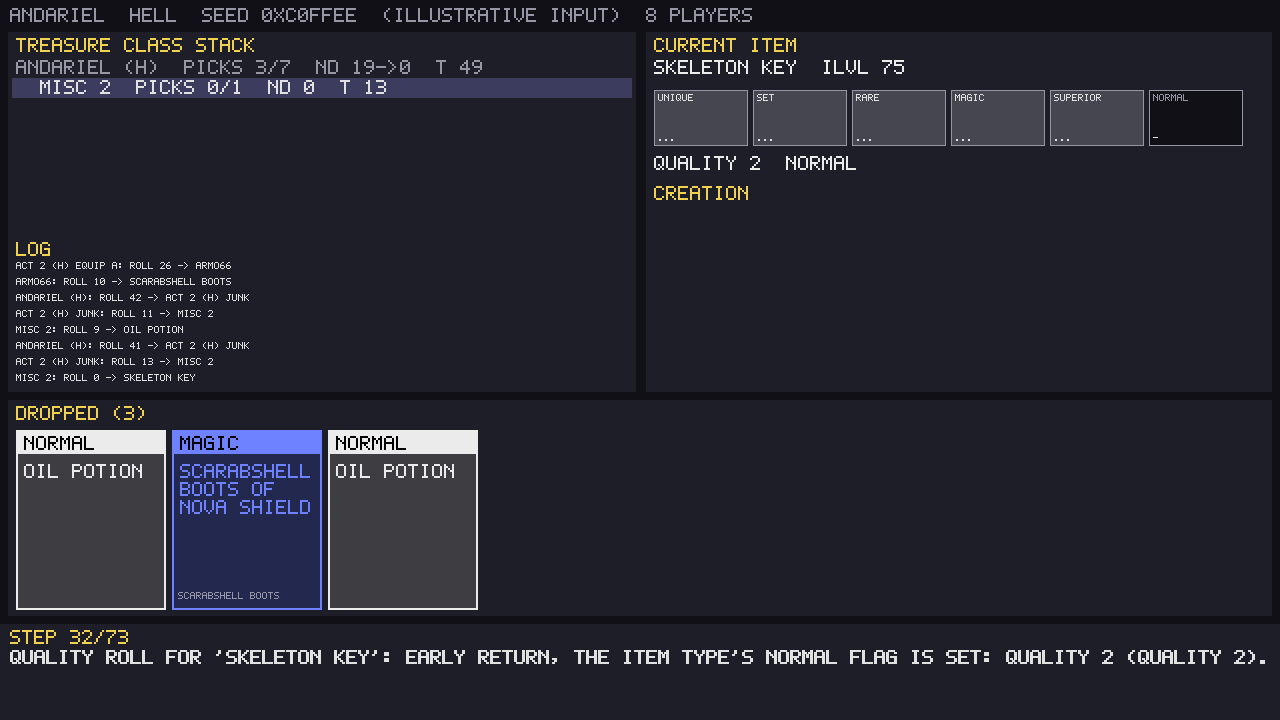 ANDARIEL  HELL  SEED 0XC0FFEE  (ILLUSTRATIVE INPUT)  8 PLAYERS
TREASURE CLASS STACK
ANDARIEL (H)  PICKS 3/7  ND 19->0  T 49
MISC 2  PICKS 0/1  ND 0  T 13
LOG
ACT 2 (H) EQUIP A: ROLL 26 -> ARMO66
ARMO66: ROLL 10 -> SCARABSHELL BOOTS
ANDARIEL (H): ROLL 42 -> ACT 2 (H) JUNK
ACT 2 (H) JUNK: ROLL 11 -> MISC 2
MISC 2: ROLL 9 -> OIL POTION
ANDARIEL (H): ROLL 41 -> ACT 2 (H) JUNK
ACT 2 (H) JUNK: ROLL 13 -> MISC 2
MISC 2: ROLL 0 -> SKELETON KEY
CURRENT ITEM
SKELETON KEY  ILVL 75
UNIQUE  SET  RARE  MAGIC  SUPERIOR  NORMAL
...  ...  ...  ...  ...  _
QUALITY 2  NORMAL
CREATION
DROPPED (3)
NORMAL
OIL POTION
MAGIC
SCARABSHELL
BOOTS OF
NOVA SHIELD
SCARABSHELL BOOTS
NORMAL
OIL POTION
STEP 32/73
QUALITY ROLL FOR 'SKELETON KEY': EARLY RETURN, THE ITEM TYPE'S NORMAL FLAG IS SET: QUALITY 2 (QUALITY 2).